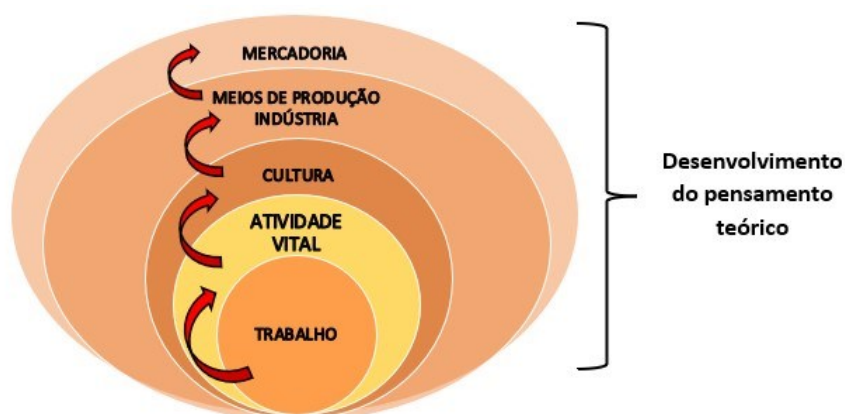 MERCADORIA
MEIOS DE PRODUÇÃO
INDÚSTRIA
CULTURA
ATIVIDADE
VITAL
TRABALHO
Desenvolvimento
do pensamento
teórico